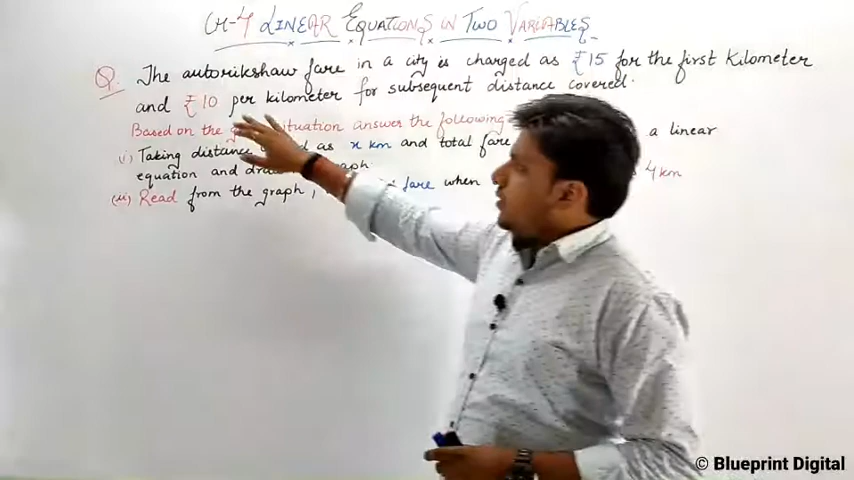 CH-4 LINEAR EQUATIONS IN TWO VARIABLES
Q. The autorikshaw fare in a city is charged as ₹15 for the first kilometer
and ₹10 per kilometer for subsequent distance covered.
Based on the situation answer the following
i) Taking distance as x km and total fare a linear
equation and graph.
(ii) Read from the graph, fare when 4km
© Blueprint Digital